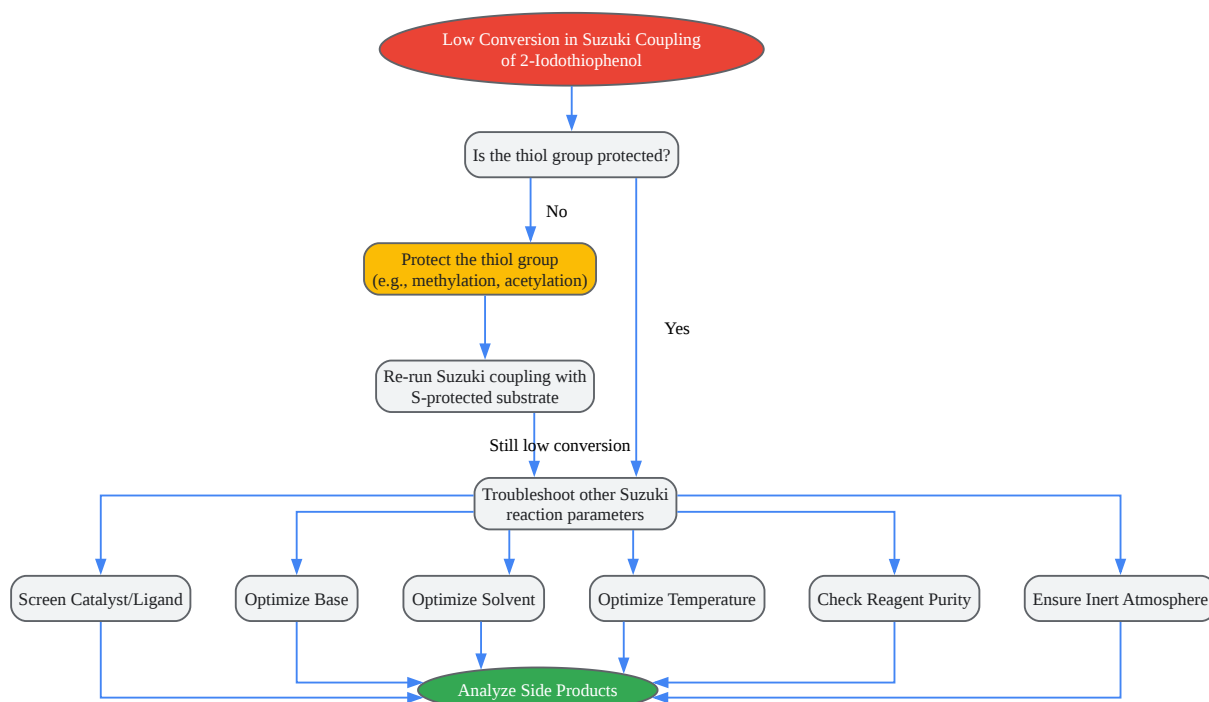 Low Conversion in Suzuki Coupling
of 2-Iodothiophenol
Is the thiol group protected?
No
Protect the thiol group
(e.g., methylation, acetylation)
Yes
Re-run Suzuki coupling with
S-protected substrate
Still low conversion
Troubleshoot other Suzuki
reaction parameters
Screen Catalyst/Ligand
Optimize Base
Optimize Solvent
Optimize Temperature
Check Reagent Purity
Ensure Inert Atmosphere
Analyze Side Products